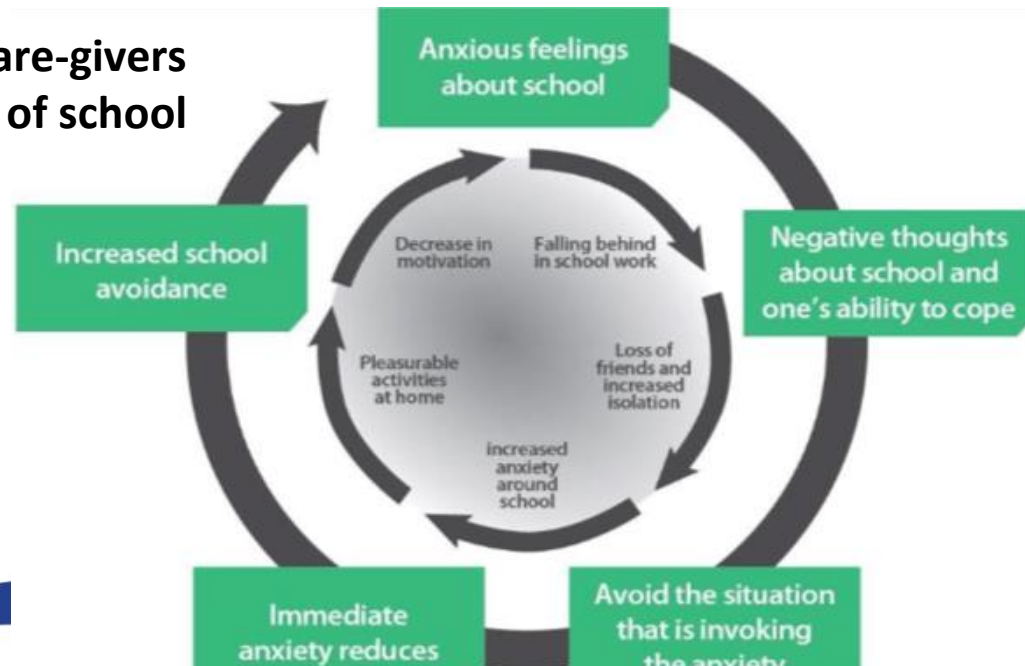 are-givers
of school
Anxious feelings
about school
Negative thoughts
about school and
one's ability to cope
Avoid the situation
that is invoking
the anxiety
Immediate
anxiety reduces
Increased school
avoidance
Falling behind
in school work
Loss of
friends and
increased
isolation
increased
anxiety
around
school
Pleasurable
activities
at home
Decrease in
motivation